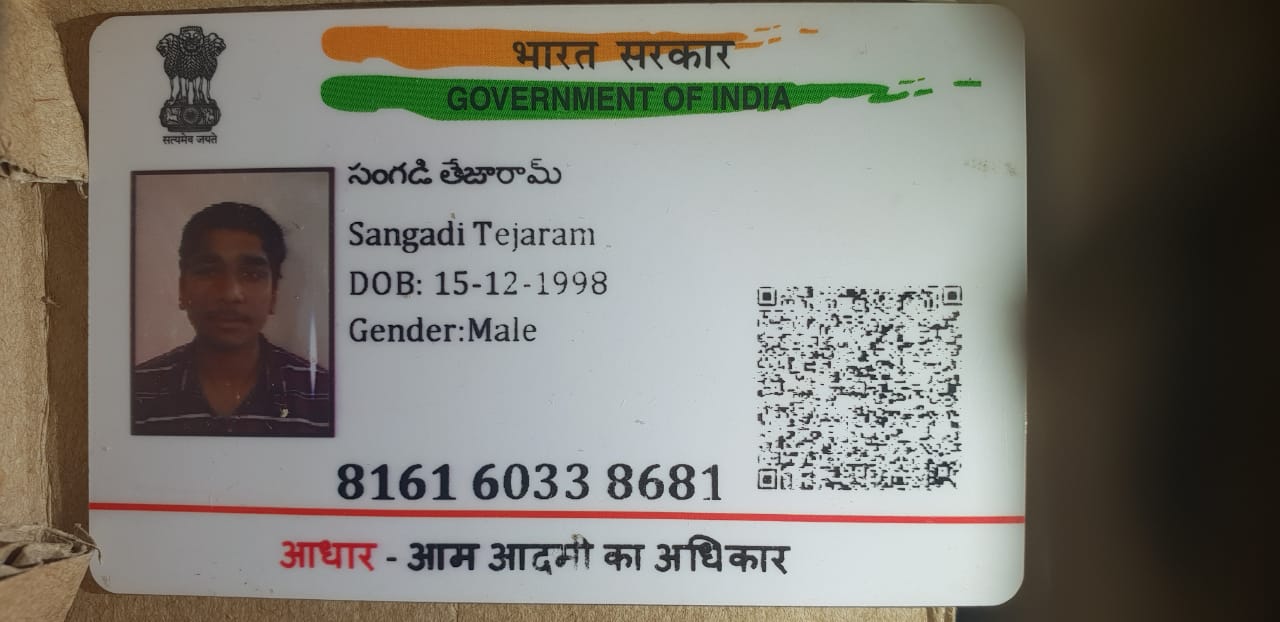 भारत सरकार
GOVERNMENT OF INDIA
सत्यमेव जयते
సంగడి తేజారామ్
Sangadi Tejaram
DOB: 15-12-1998
Gender:Male
8161 6033 8681
आधार - आम आदमी का अधिकार